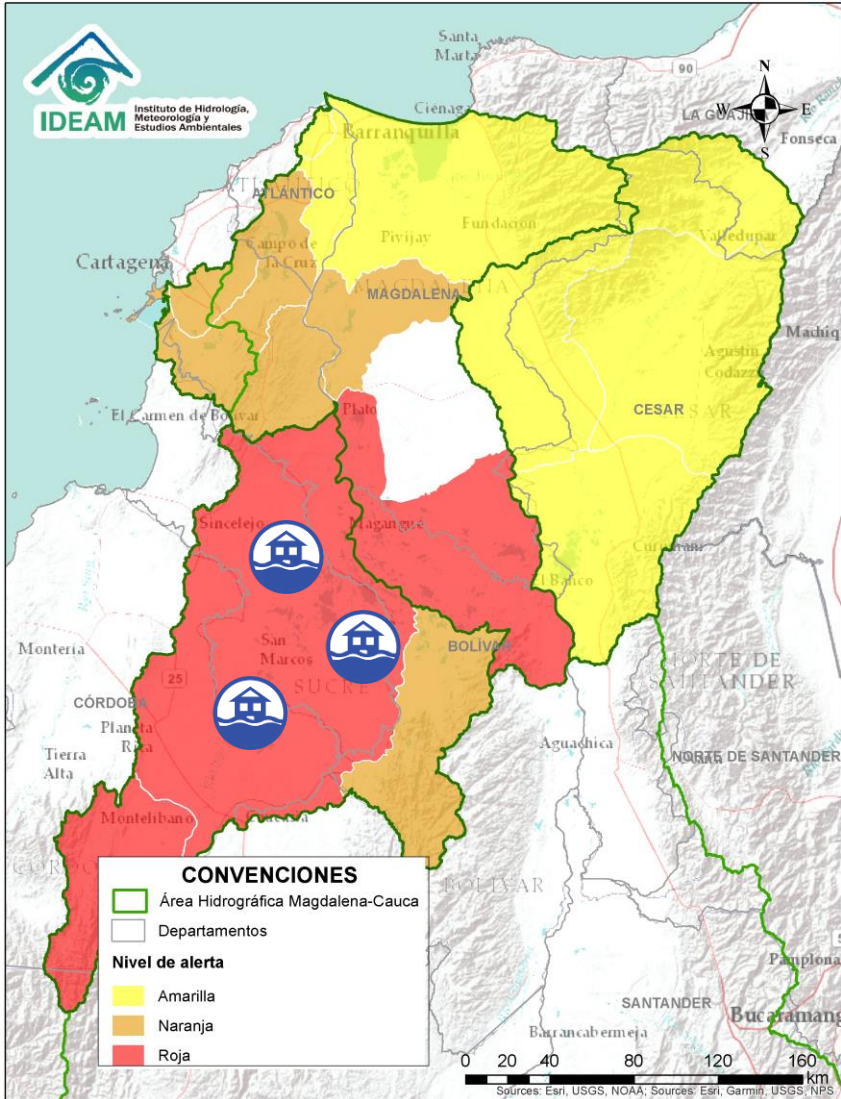 IDEAM
Instituto de Hidrología,
Meteorología y
Estudios Ambientales
Santa
Marta
90
N
W
E
S
Ciénaga
LA GUAJIRA
Fonseca
Barranquilla
ATLÁNTICO
Pivijay
Fundación
Valledupar
Campo de
la Cruz
Cartagena
MAGDALENA
MAGDALENA
Machiq
Agustín
Codazzi
Plato
El Carmen de Bolívar
CESAR
Sincelejo
Magangué
Curumaní
El Banco
Montería
San
Marcos
BOLÍVAR
SUCRE
25
NORTE DE
SANTANDER
CÓRDOBA
Planeta
Rica
Tierra
Alta
Aguachica
NORTE DE SANTANDER
Montelíbano
Caucasia
BOLÍVAR
CONVENCIONES
Área Hidrográfica Magdalena-Cauca
Departamentos
Nivel de alerta
Amarilla
Naranja
Roja
Pamplona
SANTANDER
Bucaramang
Barrancabermeja
0 20 40 80 120 160
km
Sources: Esri, USGS, NOAA; Sources: Esri, Garmin, USGS, NPS